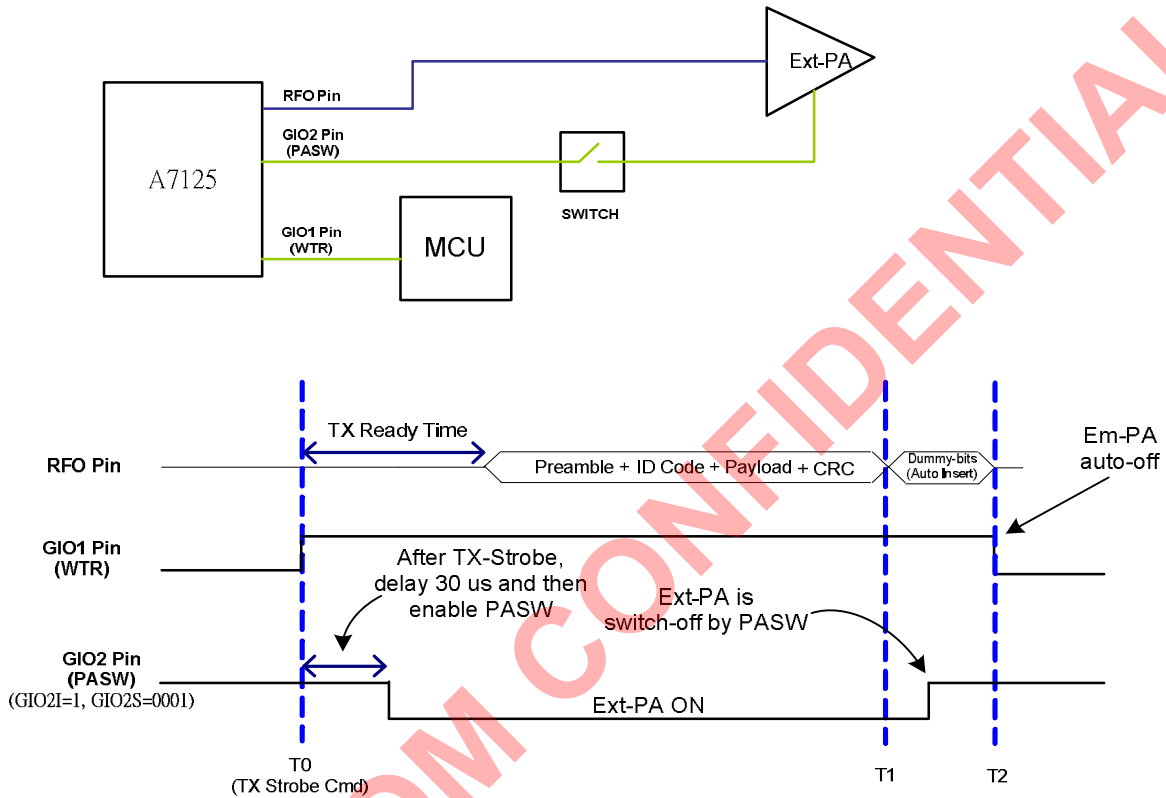 Ext-PA
RFO Pin
GIO2 Pin
(PASW)
A7125
SWITCH
GIO1 Pin
(WTR)
MCU
TX Ready Time
Em-PA
auto-off
RFO Pin
Preamble + ID Code + Payload + CRC
Dummy-bits
(Auto Insert)
GIO1 Pin
(WTR)
After TX-Strobe,
delay 30 us and then
enable PASW
Ext-PA is
switch-off by PASW
GIO2 Pin
(PASW)
(GIO2I=1, GIO2S=0001)
Ext-PA ON
T0
(TX Strobe Cmd)
T1
T2
OM CONFIDENTIAL